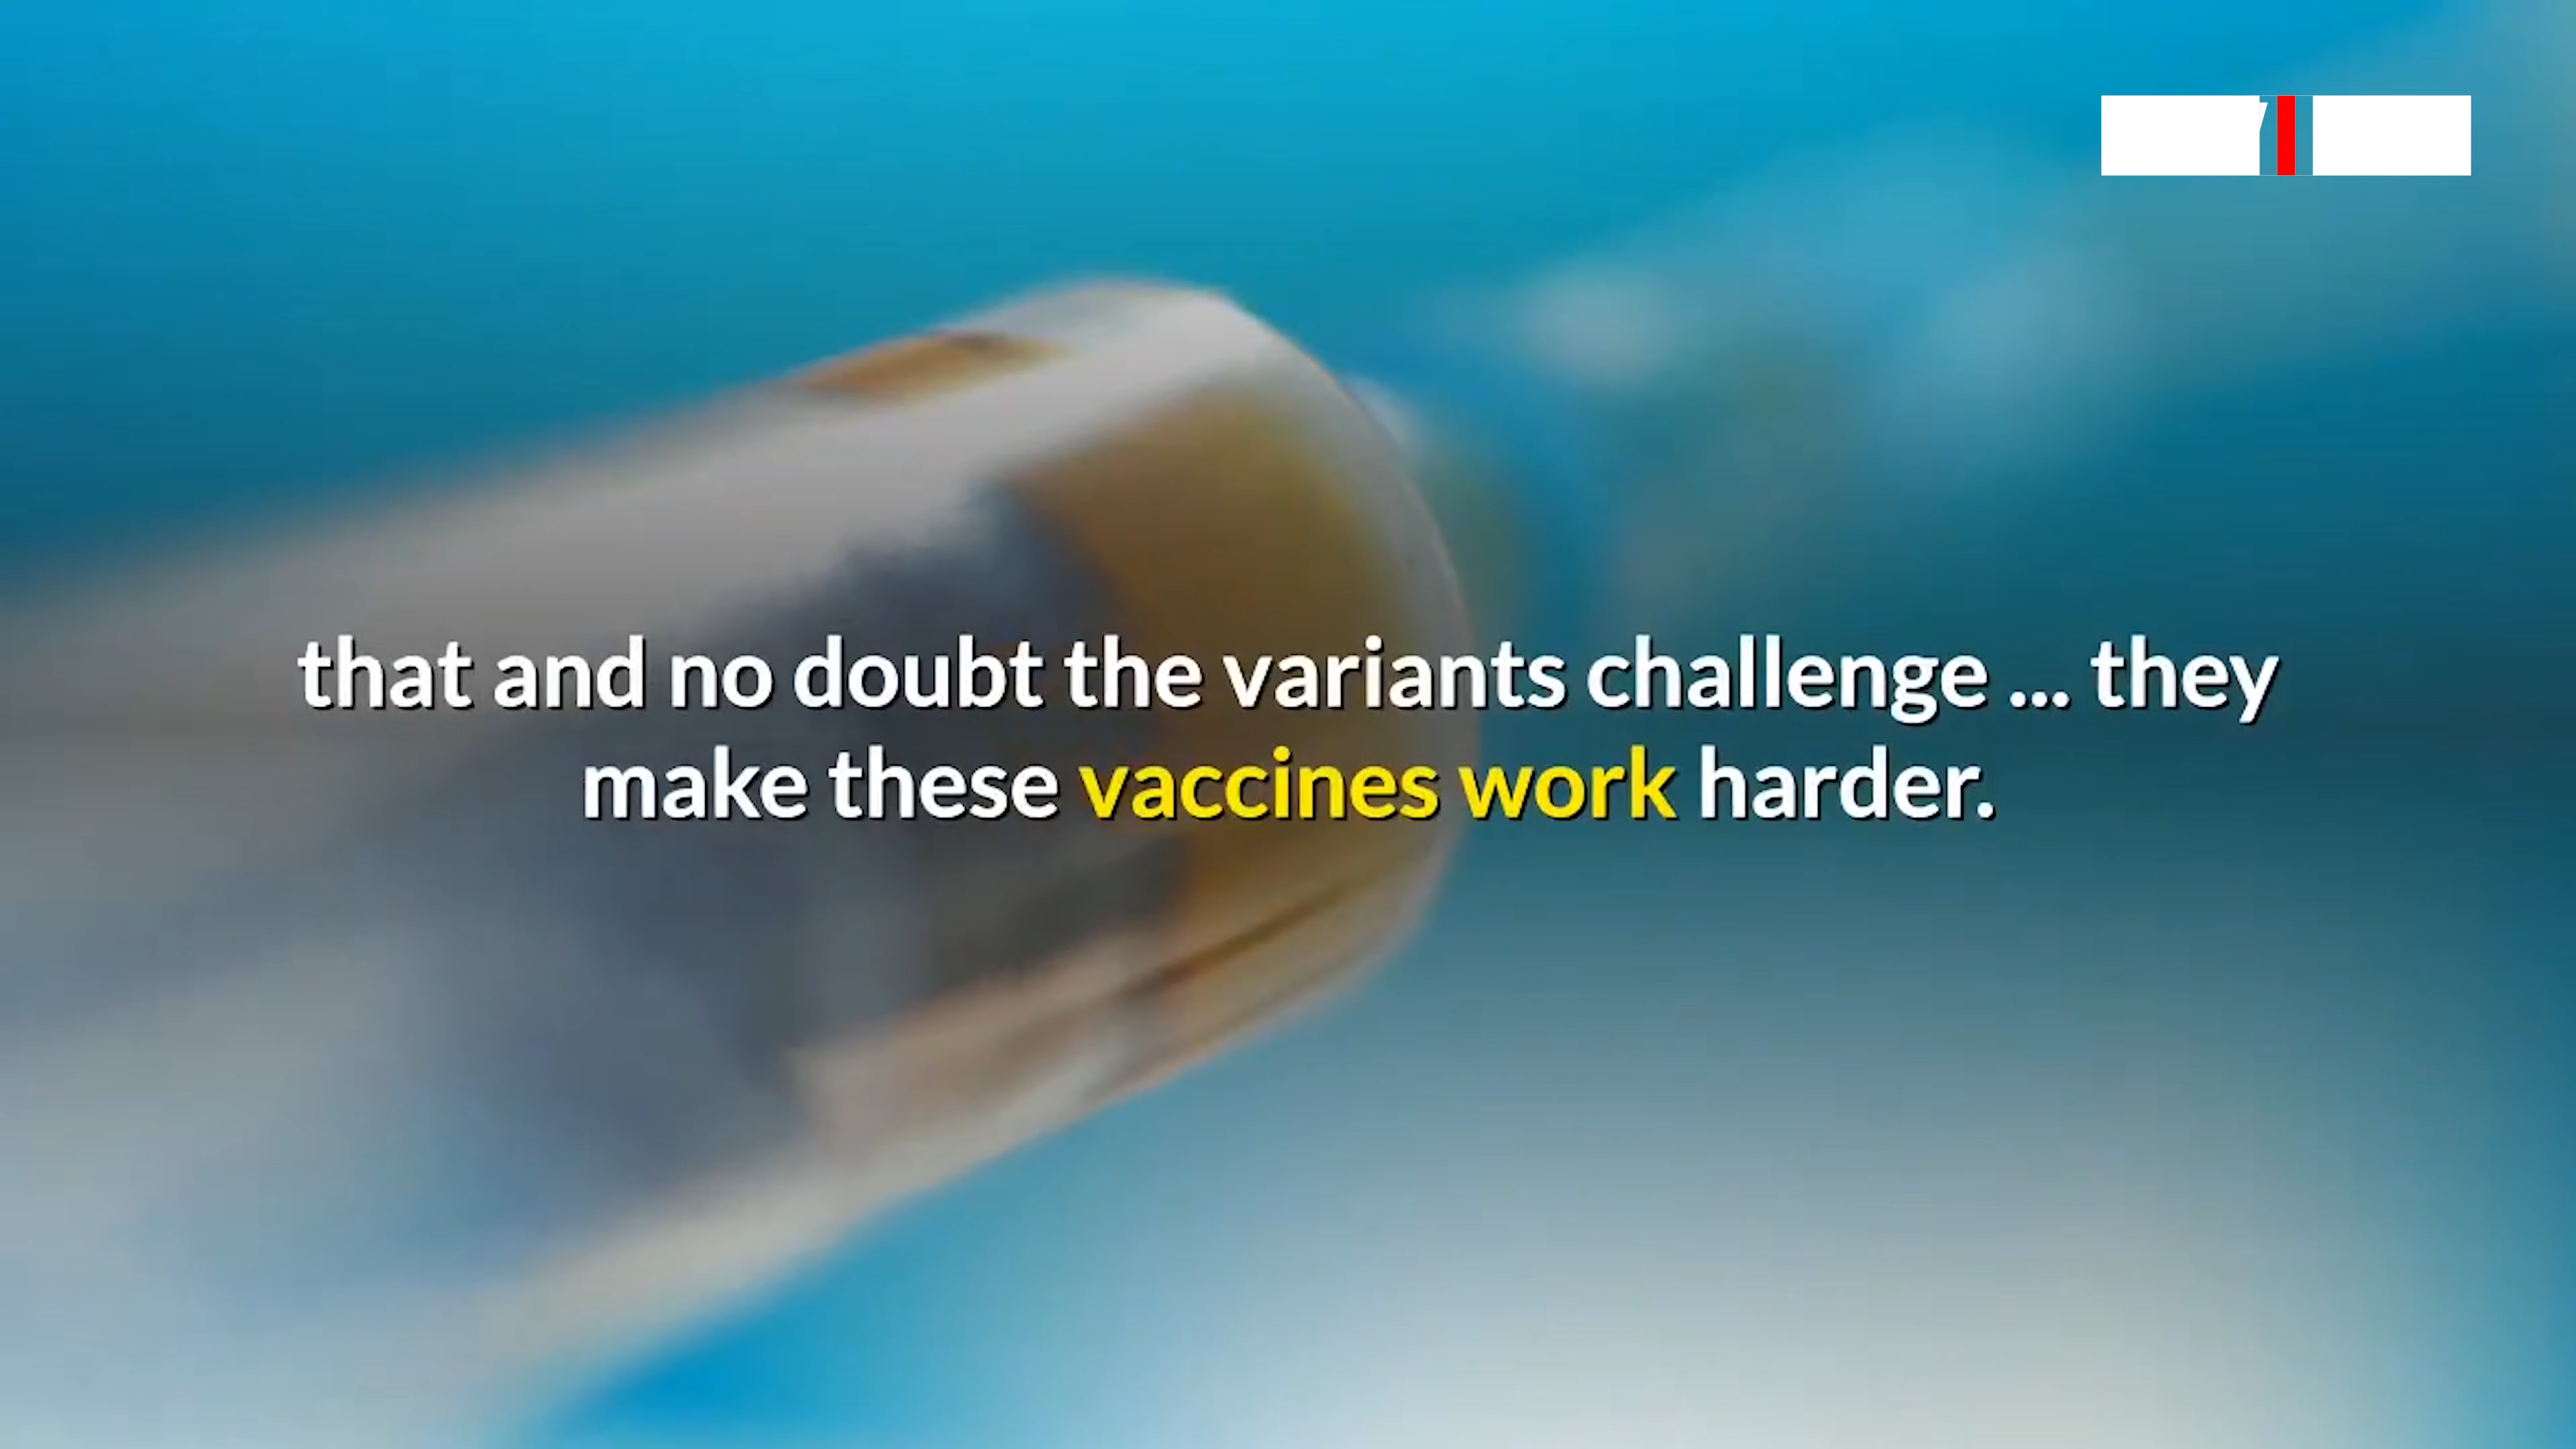 that and no doubt the variants challenge ... they
make these vaccines work harder.